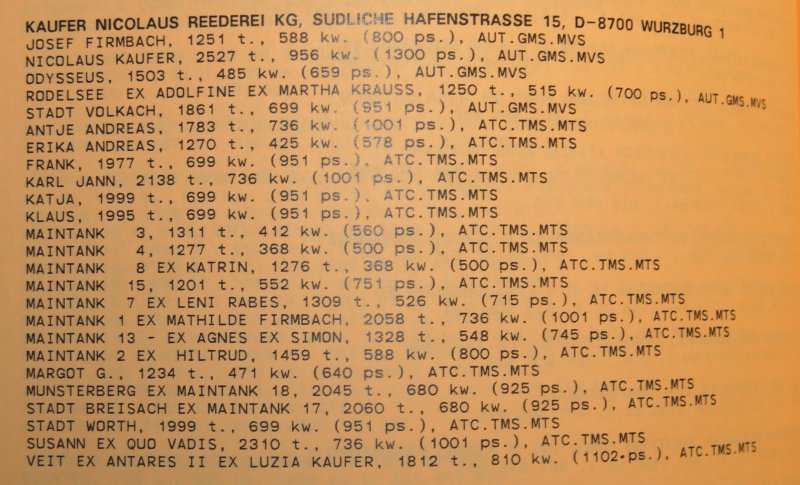 KAUFER NICOLAUS REEDEREI KG, SUDLICHE HAFENSTRASSE 15, D-8700 WURZBURG 1
JOSEF FIRMBACH, 1251 t., 588 kw. (800 ps.), AUT.GMS.MVS
NICOLAUS KAUFER, 2527 t., 956 kw. (1300 ps.), AUT.GMS.MVS
ODYSSEUS, 1503 t., 485 kw. (659 ps.), AUT.GMS.MVS
RODELSEE EX ADOLFINE EX MARTHA KRAUSS, 1250 t., 515 kw. (700 ps.), AUT.GMS.MVS
STADT VOLKACH, 1861 t., 699 kw. (951 ps.), AUT.GMS.MVS
ANTJE ANDREAS, 1783 t., 736 kw. (1001 ps.), ATC.TMS.MTS
ERIKA ANDREAS, 1270 t., 425 kw. (578 ps.), ATC.TMS.MTS
FRANK, 1977 t., 699 kw. (951 ps.), ATC.TMS.MTS
KARL JANN, 2138 t., 736 kw. (1001 ps.), ATC.TMS.MTS
KATJA, 1999 t., 699 kw. (951 ps.), ATC.TMS.MTS
KLAUS, 1995 t., 699 kw. (951 ps.), ATC.TMS.MTS
MAINTANK 3, 1311 t., 412 kw. (560 ps.), ATC.TMS.MTS
MAINTANK 4, 1277 t., 368 kw. (500 ps.), ATC.TMS.MTS
MAINTANK 8 EX KATRIN, 1276 t., 368 kw. (500 ps.), ATC.TMS.MTS
MAINTANK 15, 1201 t., 552 kw. (751 ps.), ATC.TMS.MTS
MAINTANK 7 EX LENI RABES, 1309 t., 526 kw. (715 ps.), ATC.TMS.MTS
MAINTANK 1 EX MATHILDE FIRMBACH, 2058 t., 736 kw. (1001 ps.), ATC.TMS.MTS
MAINTANK 13 - EX AGNES EX SIMON, 1328 t., 548 kw. (745 ps.), ATC.TMS.MTS
MAINTANK 2 EX HILTRUD, 1459 t., 588 kw. (800 ps.), ATC.TMS.MTS
MARGOT G., 1234 t., 471 kw. (640 ps.), ATC.TMS.MTS
MUNSTERBERG EX MAINTANK 18, 2045 t., 680 kw. (925 ps.), ATC.TMS.MTS
STADT BREISACH EX MAINTANK 17, 2060 t., 680 kw. (925 ps.), ATC.TMS.MTS
STADT WORTH, 1999 t., 699 kw. (951 ps.), ATC.TMS.MTS
SUSANN EX QUO VADIS, 2310 t., 736 kw. (1001 ps.), ATC.TMS.MTS
VEIT EX ANTARES II EX LUZIA KAUFER, 1812 t., 810 kw. (1102 ps.), ATC.TMS.MTS